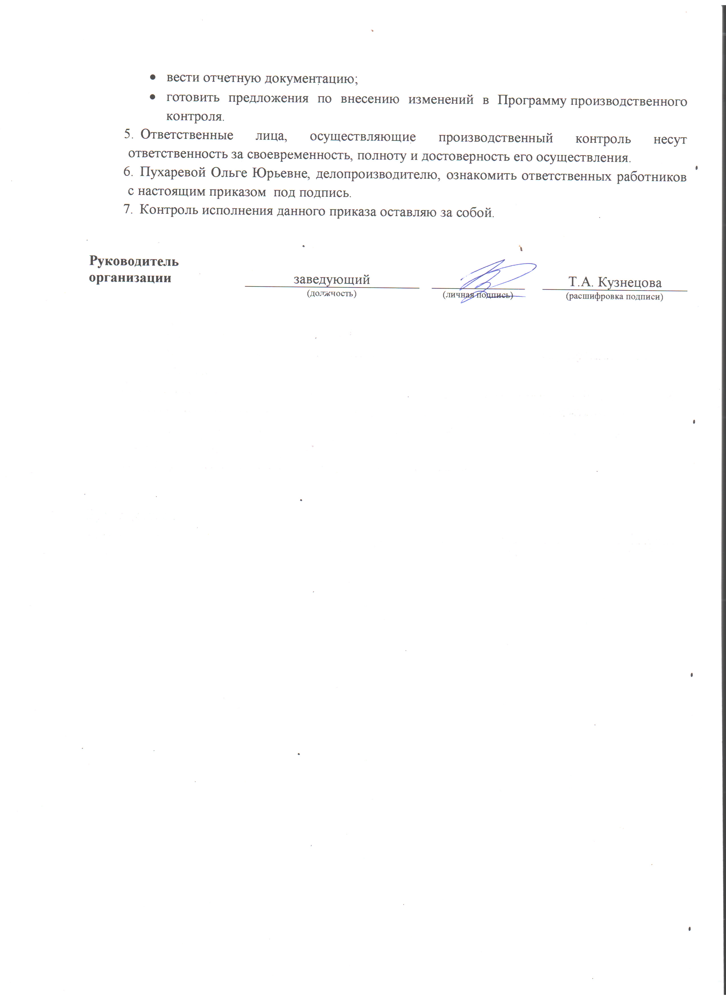 • вести отчетную документацию;
• готовить предложения по внесению изменений в Программу производственного
контроля.
5. Ответственные лица, осуществляющие производственный контроль несут
ответственность за своевременность, полноту и достоверность его осуществления.
6. Пухаревой Ольге Юрьевне, делопроизводителю, ознакомить ответственных работников
с настоящим приказом под подпись.
7. Контроль исполнения данного приказа оставляю за собой.
Руководитель
организации
заведующий
Т.А. Кузнецова
(должность)
(личная подпись)
(расшифровка подписи)